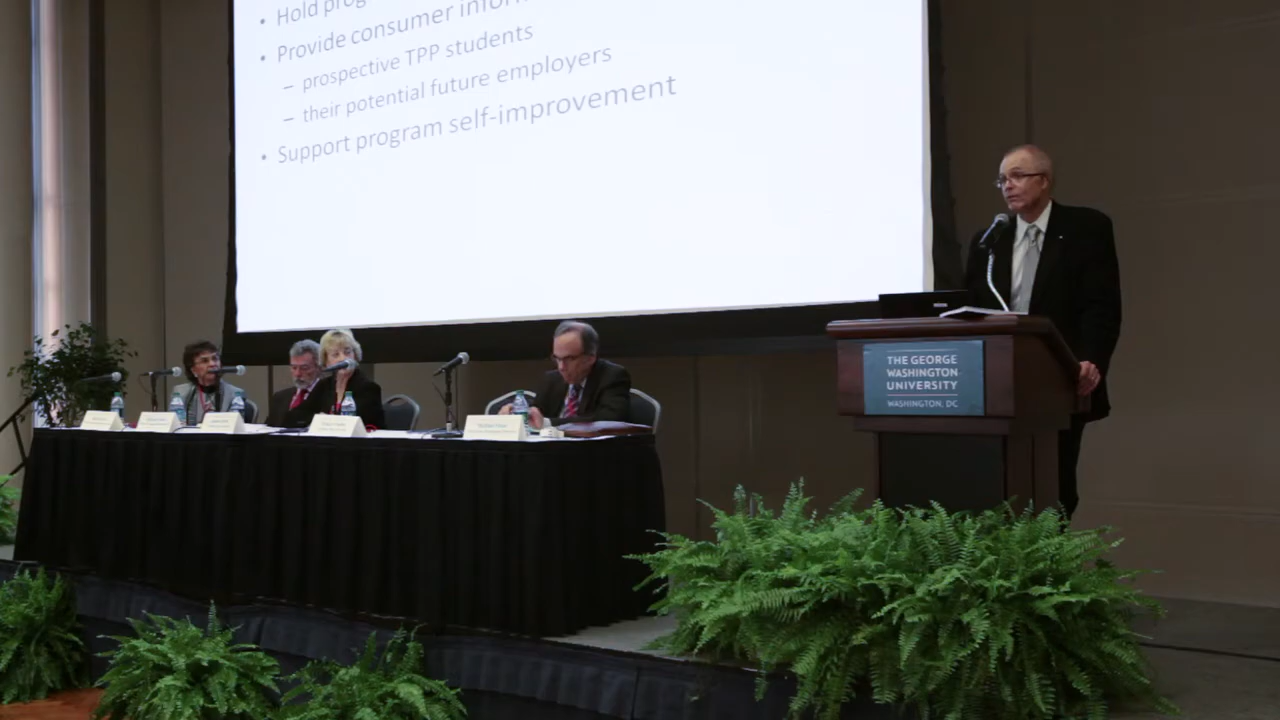 • Hold
• Provide consumer
– prospective TPP students
– their potential future employers
• Support program self-improvement
THE GEORGE
WASHINGTON
UNIVERSITY
WASHINGTON, DC